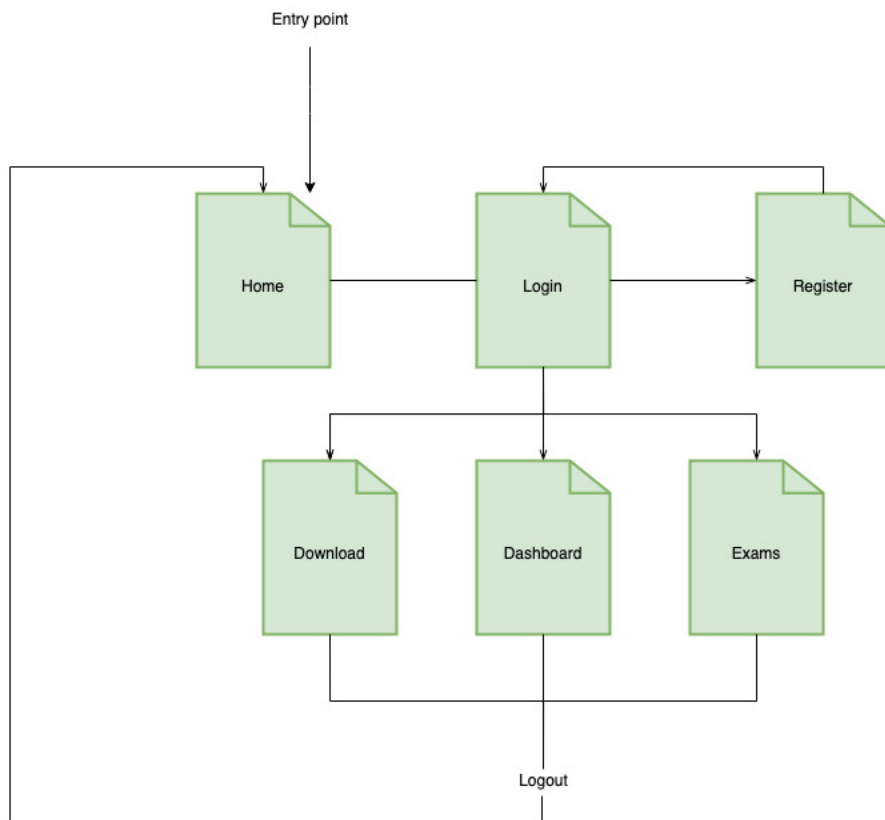 Entry point
Home
Login
Register
Download
Dashboard
Exams
Logout